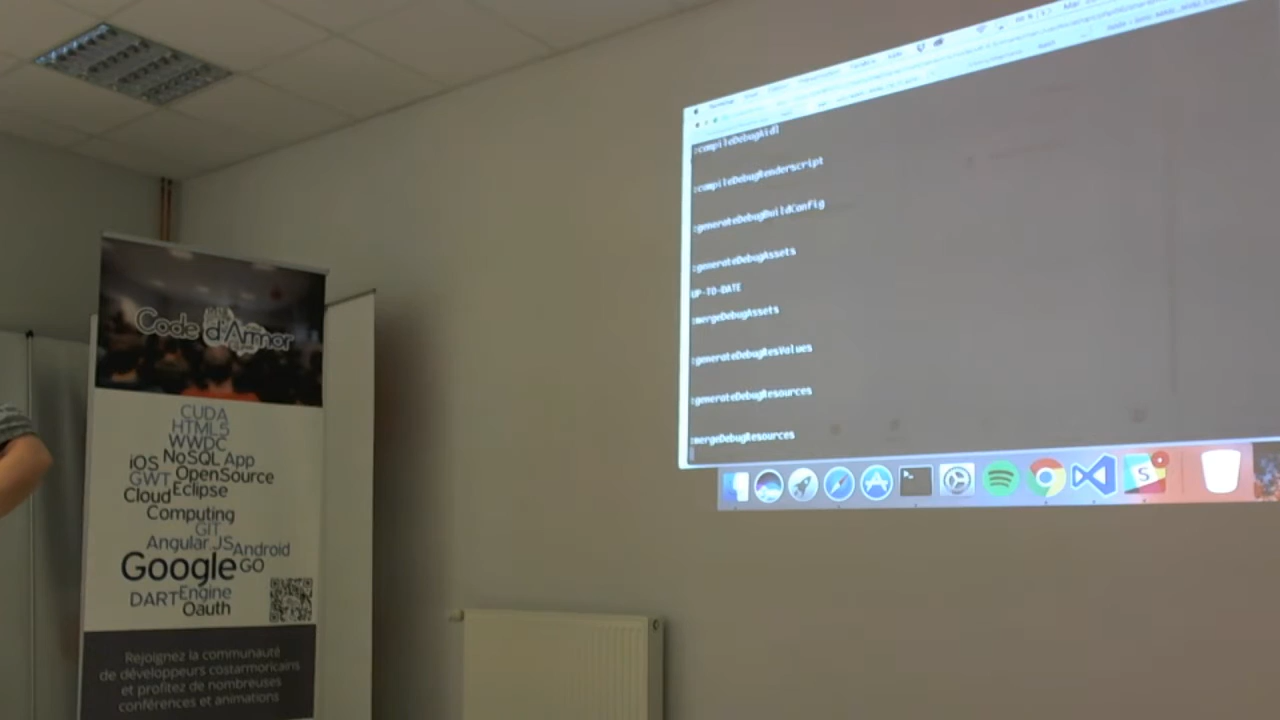 Code d'Armor
CUDA
HTML5
WWDC
iOS NoSQL App
GWT OpenSource
Cloud Eclipse
Computing
GIT
Angular.JS Android
Google GO
DART Engine
Oauth
Rejoignez la communauté
de développeurs costarmoricains
et profitez de nombreuses
conférences et animations
:compileDebugAidl
:compileDebugRenderscript
:generateDebugBuildConfig
:generateDebugAssets
UP-TO-DATE
:mergeDebugAssets
:generateDebugResValues
:generateDebugResources
:mergeDebugResources